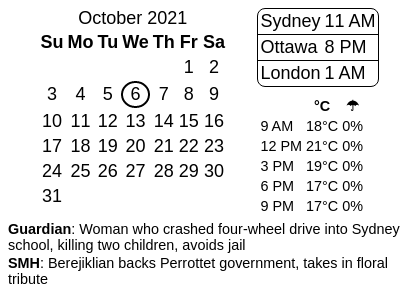 October 2021
Su Mo Tu We Th Fr Sa
1 2
3 4 5 6 7 8 9
10 11 12 13 14 15 16
17 18 19 20 21 22 23
24 25 26 27 28 29 30
31
Sydney 11 AM
Ottawa 8 PM
London 1 AM
°C ☂
9 AM 18°C 0%
12 PM 21°C 0%
3 PM 19°C 0%
6 PM 17°C 0%
9 PM 17°C 0%
Guardian: Woman who crashed four-wheel drive into Sydney
school, killing two children, avoids jail
SMH: Berejiklian backs Perrottet government, takes in floral
tribute